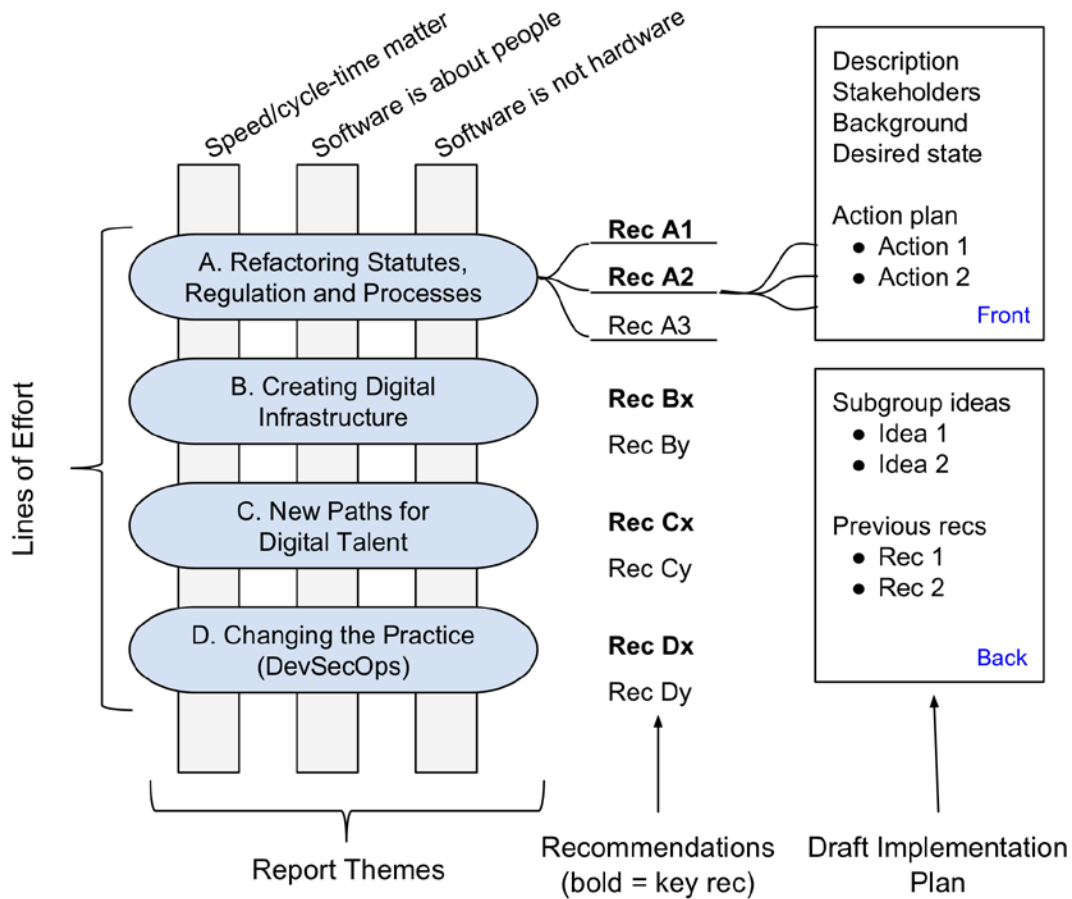 Speed/cycle-time matter
Software is about people
Software is not hardware
Lines of Effort
A. Refactoring Statutes,
Regulation and Processes
B. Creating Digital
Infrastructure
C. New Paths for
Digital Talent
D. Changing the Practice
(DevSecOps)
Report Themes
Rec A1
Rec A2
Rec A3
Rec Bx
Rec By
Rec Cx
Rec Cy
Rec Dx
Rec Dy
Recommendations
(bold = key rec)
Description
Stakeholders
Background
Desired state
Action plan
● Action 1
● Action 2
Front
Subgroup ideas
● Idea 1
● Idea 2
Previous recs
● Rec 1
● Rec 2
Back
Draft Implementation
Plan